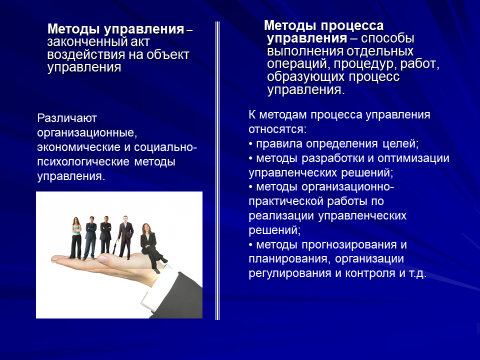 Методы управления –
законченный акт
воздействия на объект
управления
Различают
организационные,
экономические и социально-
психологические методы
управления.
Методы процесса
управления – способы
выполнения отдельных
операций, процедур, работ,
образующих процесс
управления.
К методам процесса управления
относятся:
• правила определения целей;
• методы разработки и оптимизации
управленческих решений;
• методы организационно-
практической работы по
реализации управленческих
решений;
• методы прогнозирования и
планирования, организации
регулирования и контроля и т.д.